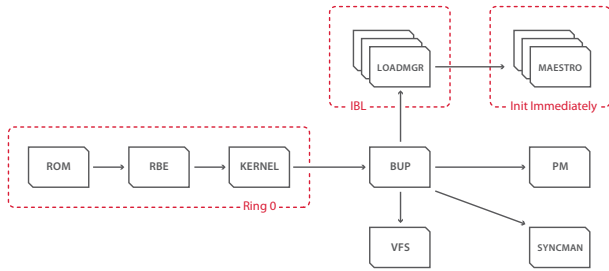 LOADMGR
MAESTRO
IBL
Init Immediately
ROM
RBE
KERNEL
BUP
PM
Ring 0
VFS
SYNCMAN